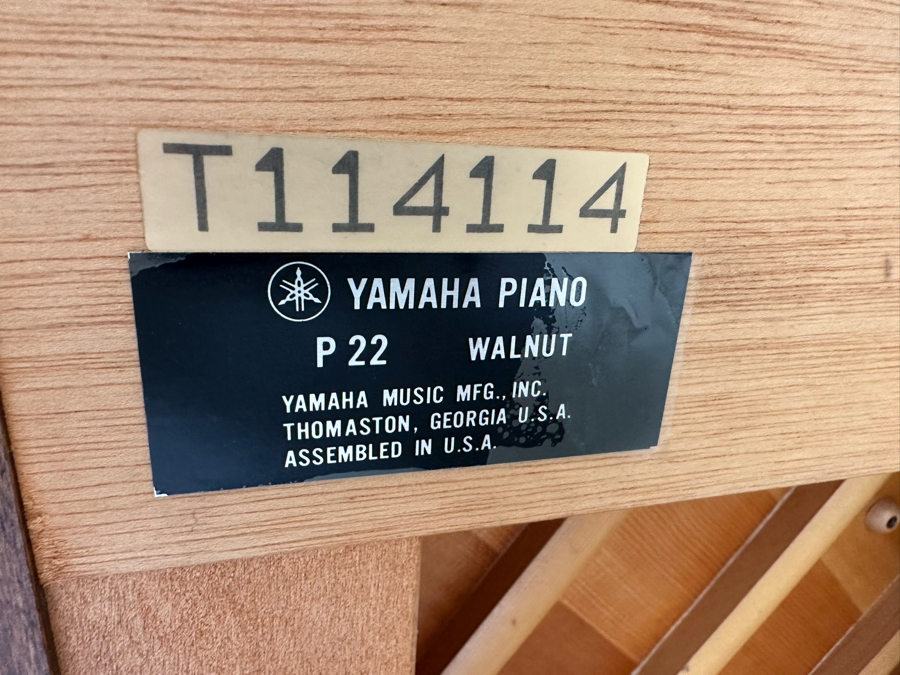 T114114
YAMAHA PIANO
P 22 WALNUT
YAMAHA MUSIC MFG., INC.
THOMASTON, GEORGIA U.S.A.
ASSEMBLED IN U.S.A.